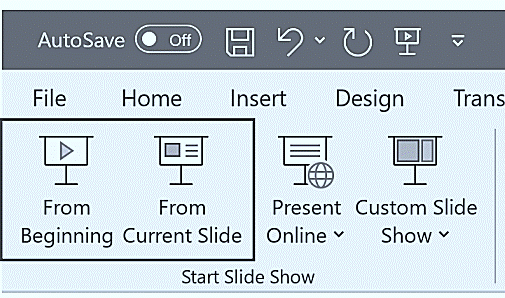 AutoSave Off
File Home Insert Design Trans
From From Present Custom Slide
Beginning Current Slide Online Show
Start Slide Show